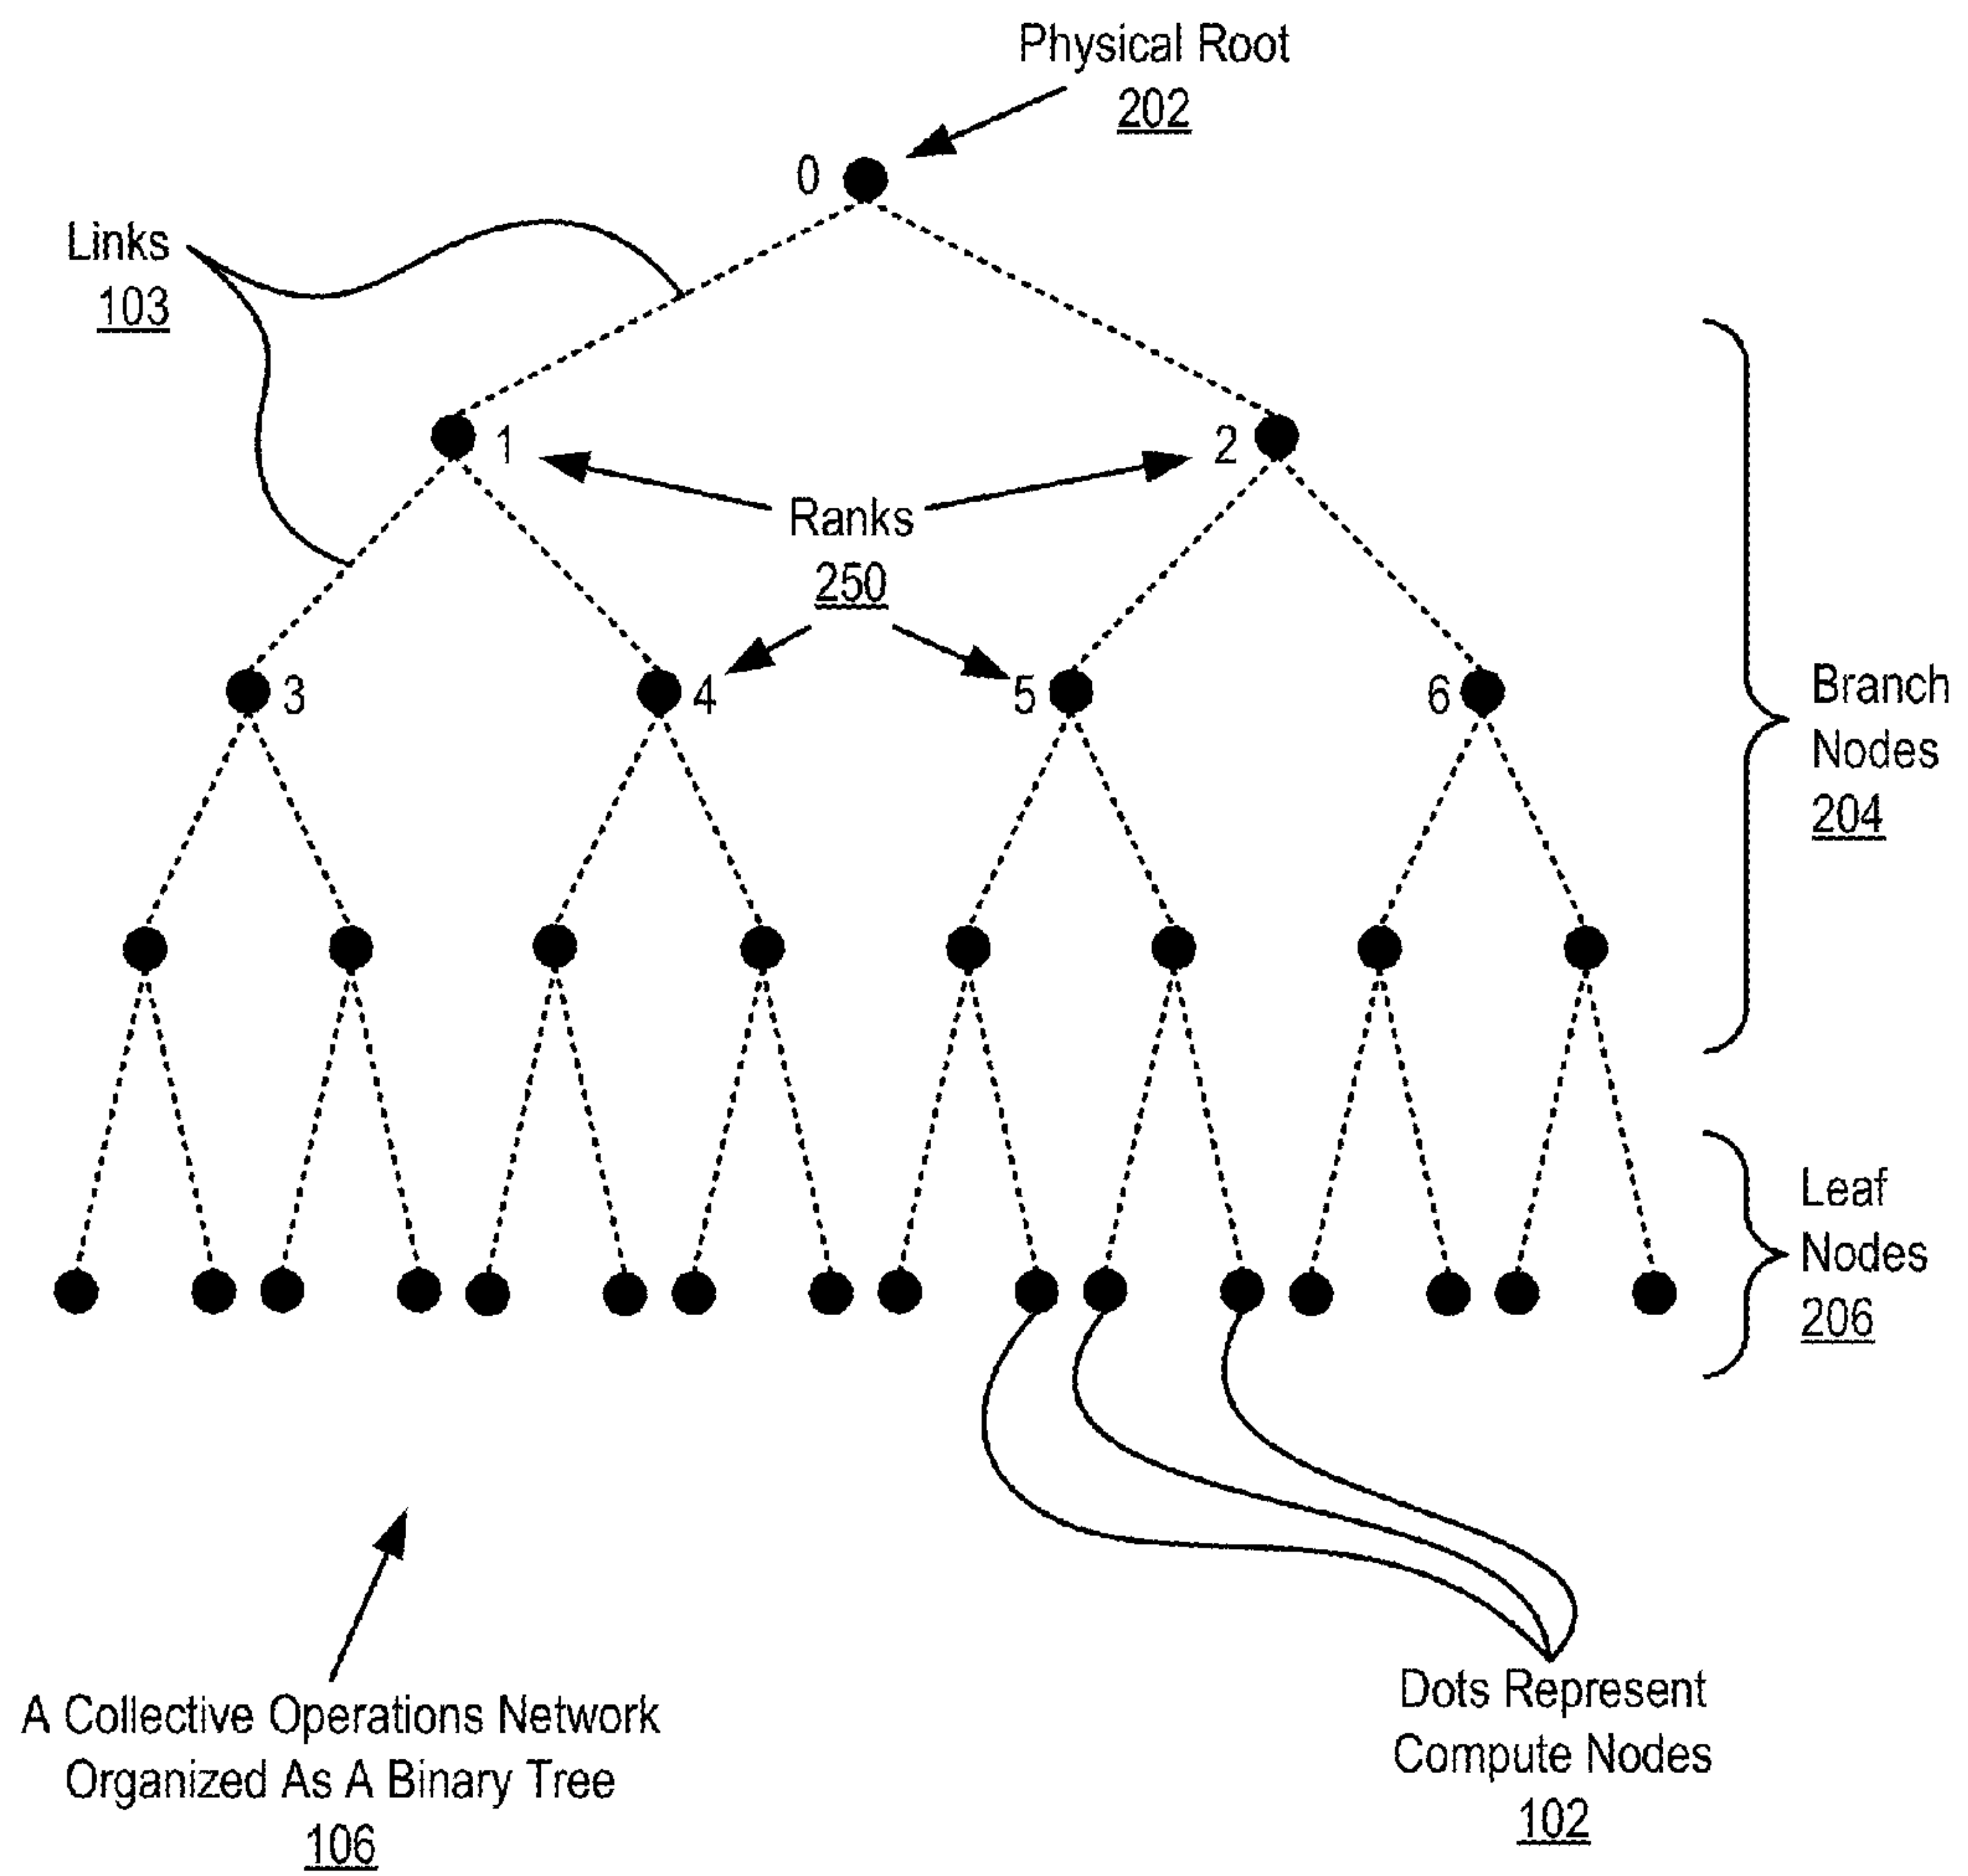 Physical Root
202
0
Links
103
1
2
Ranks
250
3
4
5
6
Branch
Nodes
204
Leaf
Nodes
206
A Collective Operations Network
Organized As A Binary Tree
106
Dots Represent
Compute Nodes
102